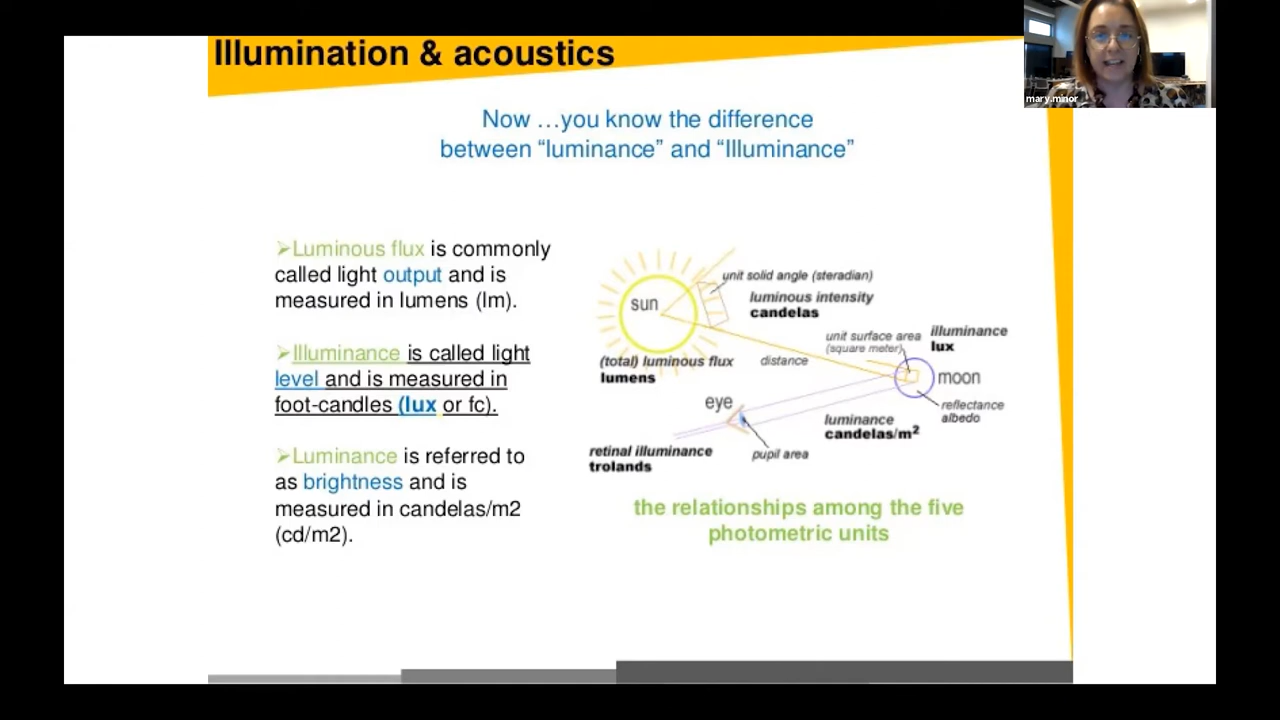 Illumination & acoustics
mary.minor
Now …you know the difference
between “luminance” and “Illuminance”
➢Luminous flux is commonly
called light output and is
measured in lumens (lm).
➢Illuminance is called light
level and is measured in
foot-candles (lux or fc).
➢Luminance is referred to
as brightness and is
measured in candelas/m2
(cd/m2).
sun
unit solid angle (steradian)
luminous intensity
candelas
(total) luminous flux
lumens
distance
unit surface area
(square meter)
illuminance
lux
moon
reflectance
albedo
eye
luminance
candelas/m²
retinal illuminance
trolands
pupil area
the relationships among the five
photometric units